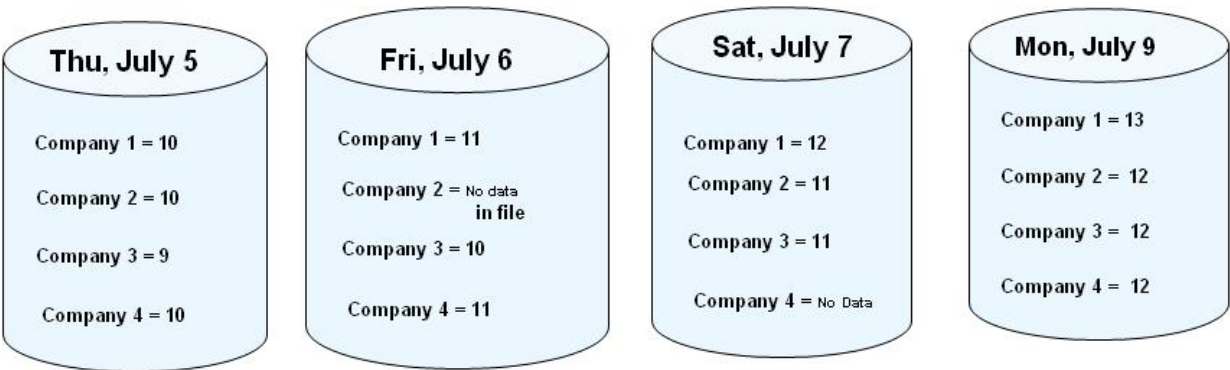 Thu, July 5
Company 1 = 10
Company 2 = 10
Company 3 = 9
Company 4 = 10
Fri, July 6
Company 1 = 11
Company 2 = No data
in file
Company 3 = 10
Company 4 = 11
Sat, July 7
Company 1 = 12
Company 2 = 11
Company 3 = 11
Company 4 = No Data
Mon, July 9
Company 1 = 13
Company 2 = 12
Company 3 = 12
Company 4 = 12